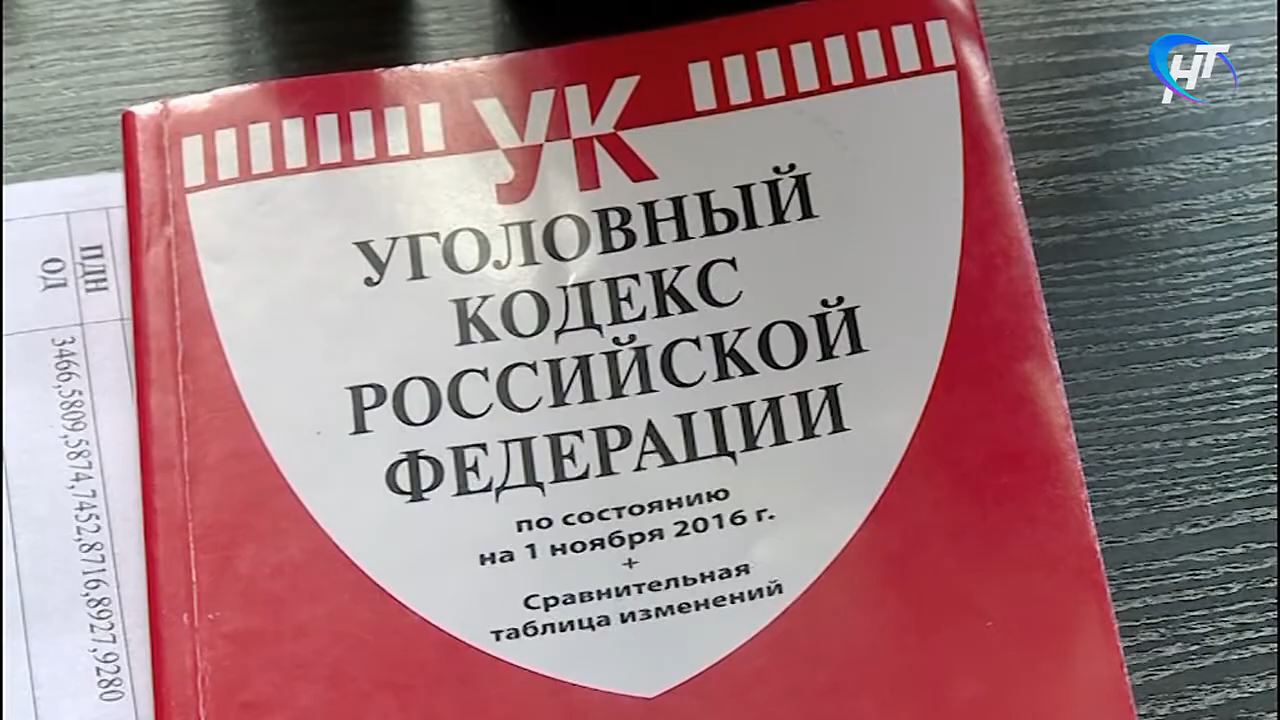 НТ
УК
УГОЛОВНЫЙ
КОДЕКС
РОССИЙСКОЙ
ФЕДЕРАЦИИ
по состоянию
на 1 ноября 2016 г.
+
Сравнительная
таблица изменений
ПДН
ОД
3466,5809,5874,7452,8716,8927,9280